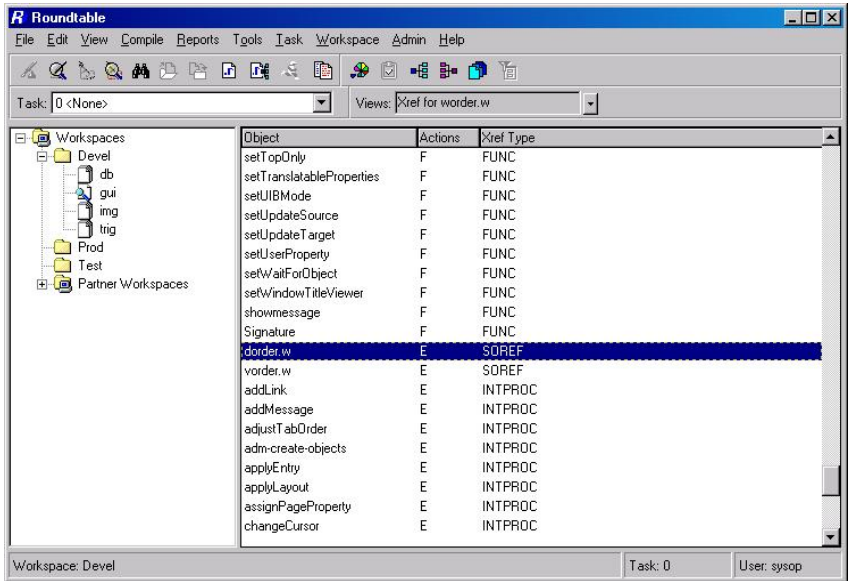 Roundtable
File Edit View Compile Reports Tools Task Workspace Admin Help
Task: 0 <None> Views: Xref for worder.w
Workspaces
Devel
db
gui
img
trig
Prod
Test
Partner Workspaces
Object Actions Xref Type
setTopOnly F FUNC
setTranslatableProperties F FUNC
setUIBMode F FUNC
setUpdateSource F FUNC
setUpdateTarget F FUNC
setUserProperty F FUNC
setWaitForObject F FUNC
setWindowTitleViewer F FUNC
showmessage F FUNC
Signature F FUNC
dorder.w E SOREF
vorder.w E SOREF
addLink E INTPROC
addMessage E INTPROC
adjustTabOrder E INTPROC
adm-create-objects E INTPROC
applyEntry E INTPROC
applyLayout E INTPROC
assignPageProperty E INTPROC
changeCursor E INTPROC
Workspace: Devel Task: 0 User: sysop